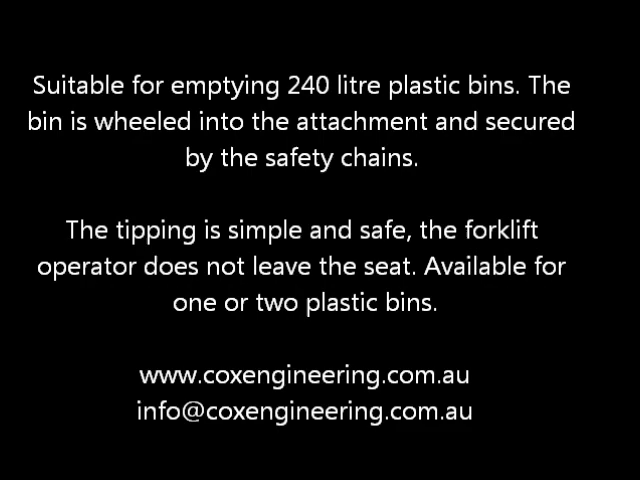 Suitable for emptying 240 litre plastic bins. The
bin is wheeled into the attachment and secured
by the safety chains.
The tipping is simple and safe, the forklift
operator does not leave the seat. Available for
one or two plastic bins.
www.coxengineering.com.au
info@coxengineering.com.au